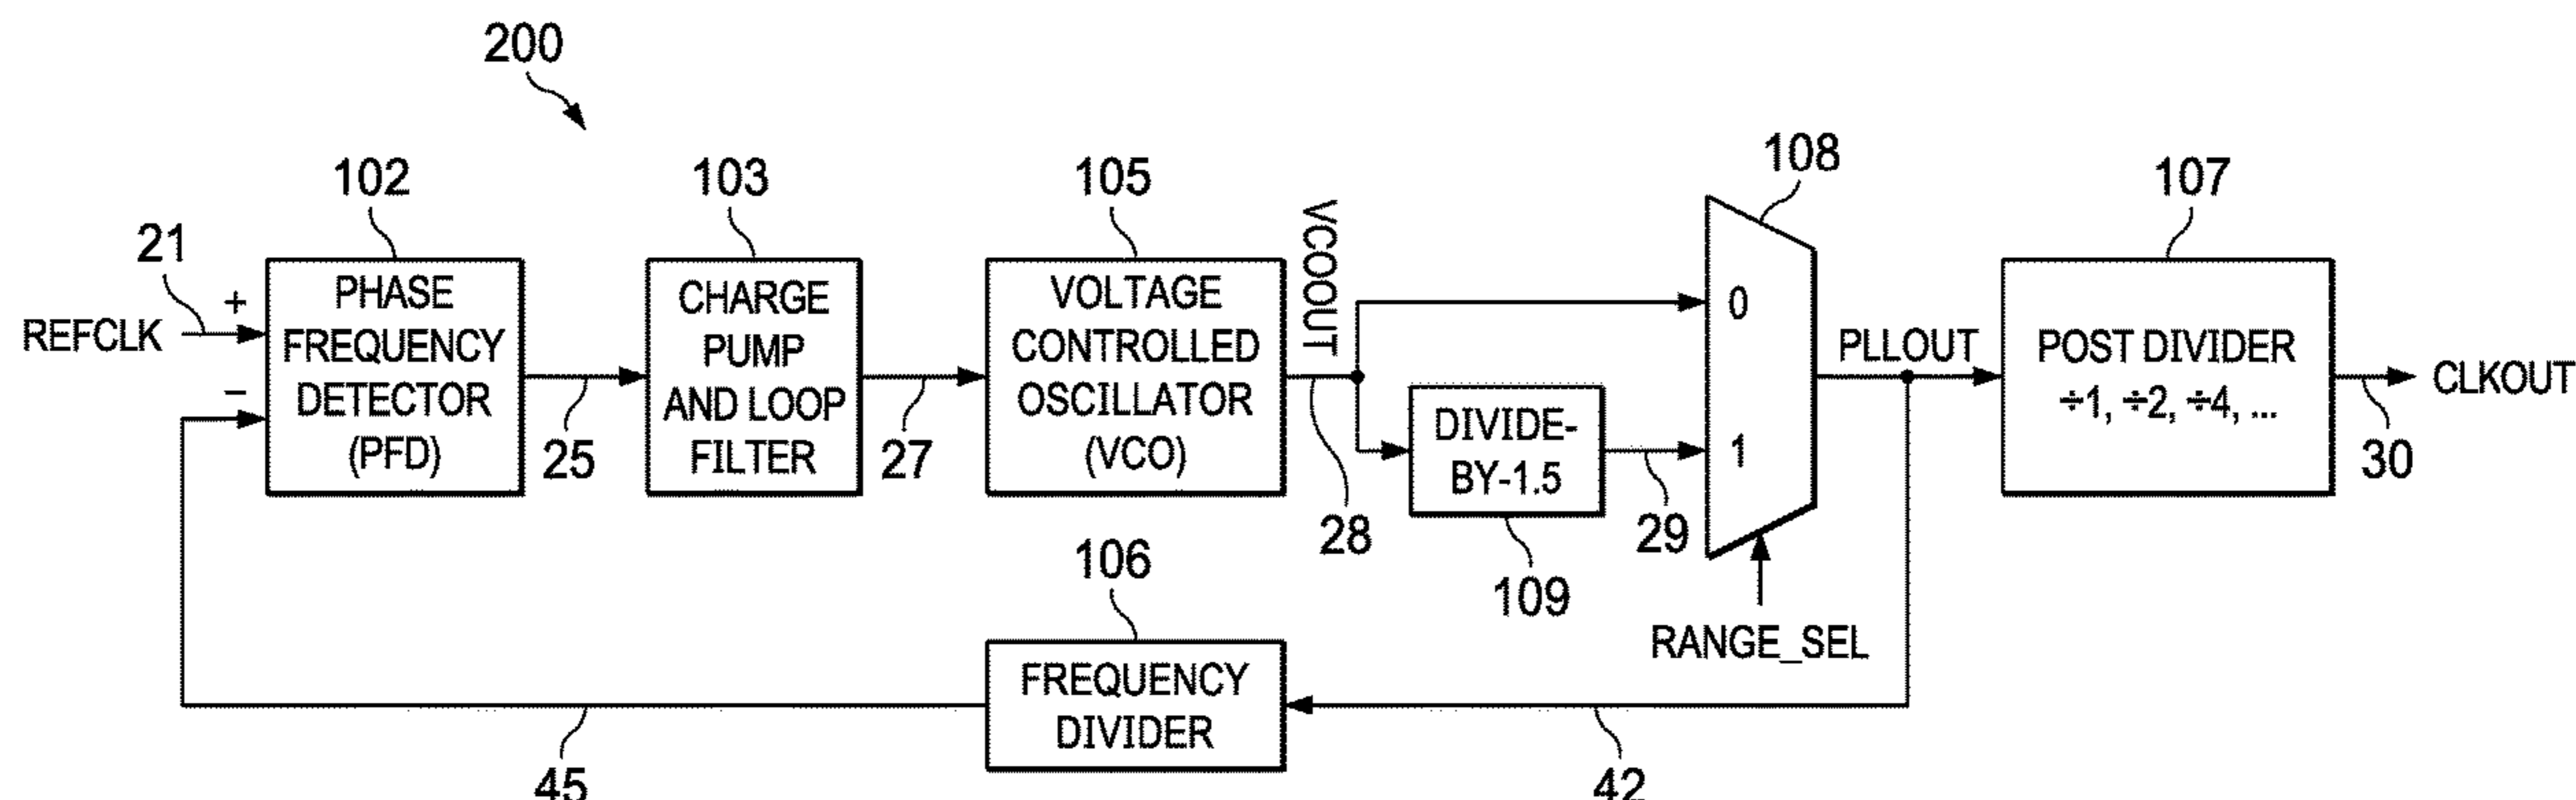 200
102
103
105
108
107
21
REFCLK
+
−
PHASE
FREQUENCY
DETECTOR
(PFD)
25
CHARGE
PUMP
AND LOOP
FILTER
27
VOLTAGE
CONTROLLED
OSCILLATOR
(VCO)
VCOOUT
28
DIVIDE-
BY-1.5
109
29
0
1
RANGE_SEL
PLLOUT
POST DIVIDER
÷1, ÷2, ÷4, ...
30
CLKOUT
106
FREQUENCY
DIVIDER
45
42